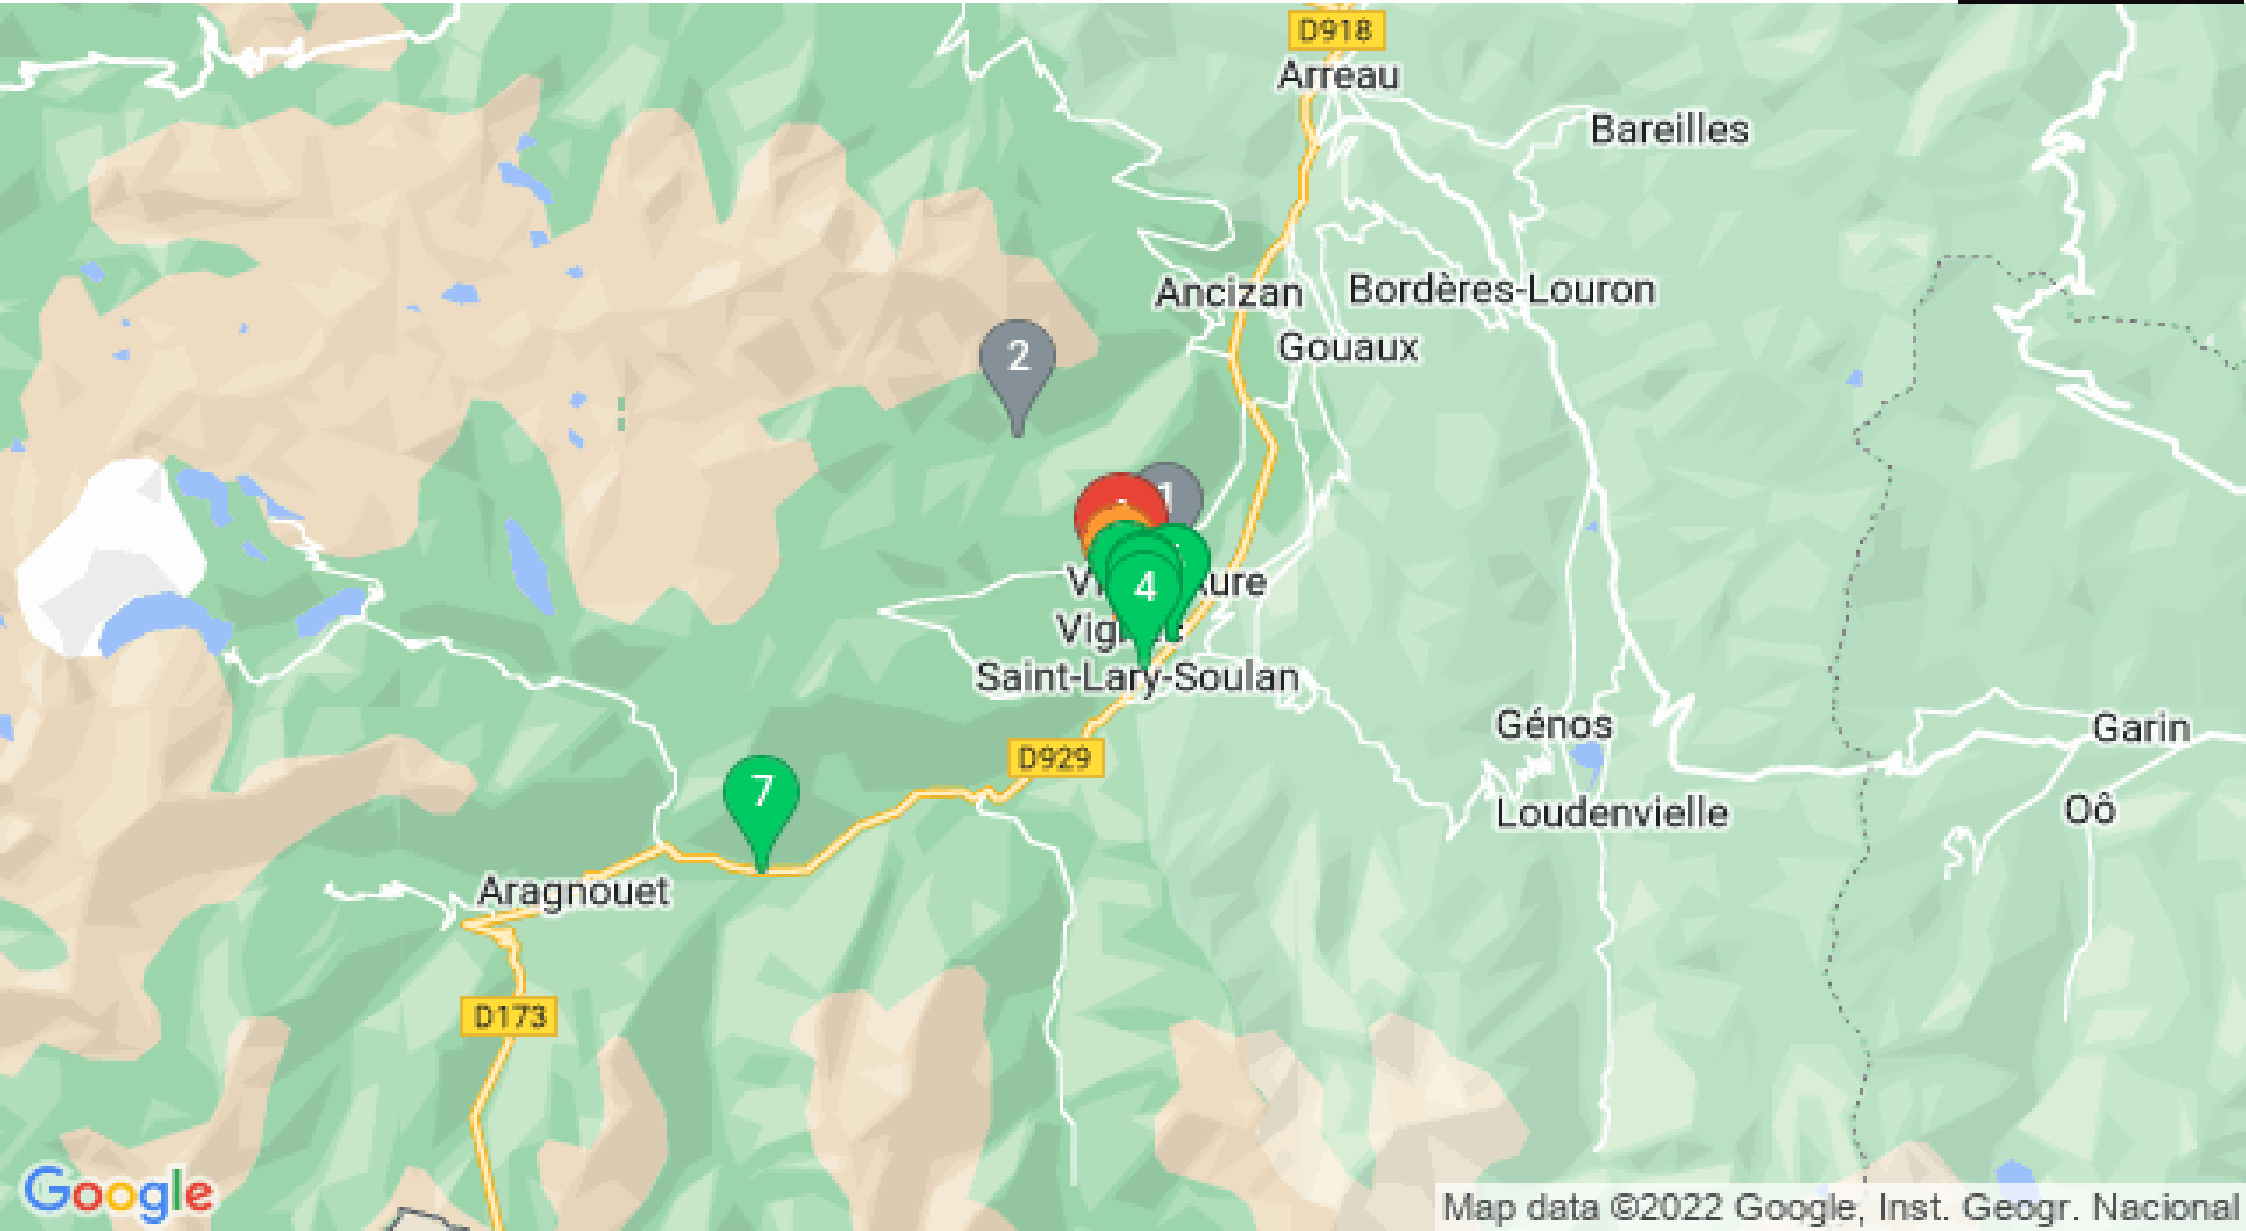 D918
Arreau
Bareilles
Ancizan
Bordères-Louron
Gouaux
2
1
4
Saint-Lary-Soulan
Génos
Garin
D929
7
Loudenvielle
Oô
Aragnouet
D173
Google
Map data ©2022 Google, Inst. Geogr. Nacional